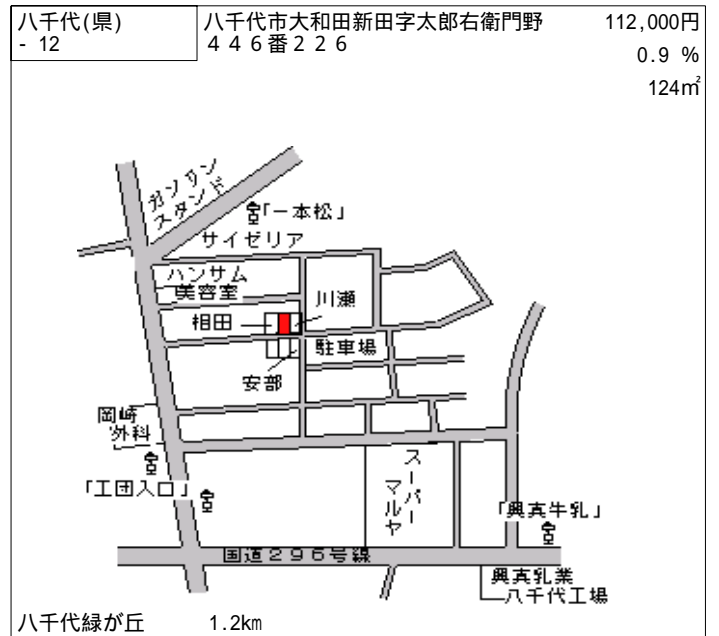 八千代(県)
- 12
八千代市大和田新田字太郎右衛門野
４４６番２２６
112,000円
0.9 %
124㎡
ガソリン
スタンド
「一本松」
サイゼリア
ハンサム
美容室
川瀬
相田
駐車場
安部
岡崎
外科
「工団入口」
スーパー
マルヤ
「興真牛乳」
国道２９６号線
興真乳業
八千代工場
八千代緑が丘
1.2km